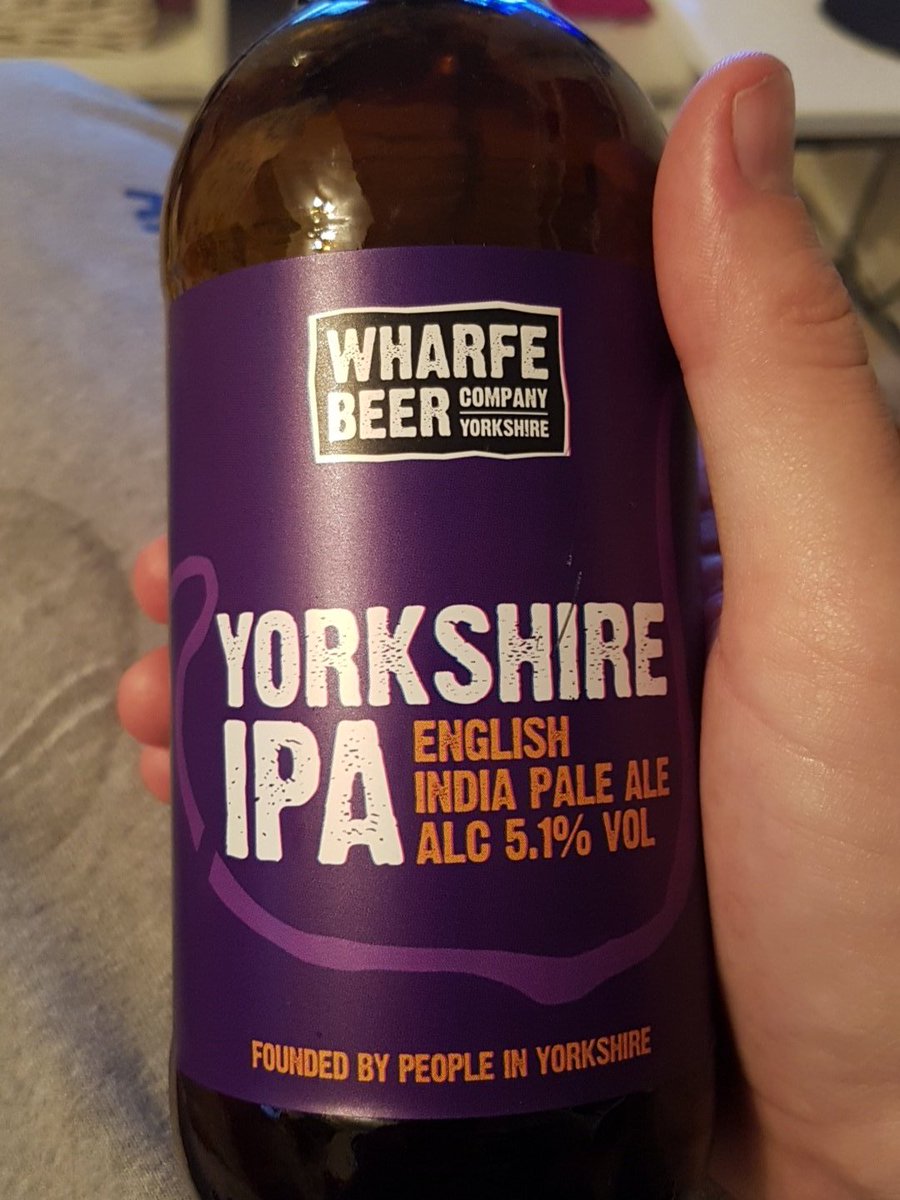 WHARFE
BEER COMPANY YORKSHIRE
YORKSHIRE
IPA
ENGLISH
INDIA PALE ALE
ALC 5.1% VOL
FOUNDED BY PEOPLE IN YORKSHIRE